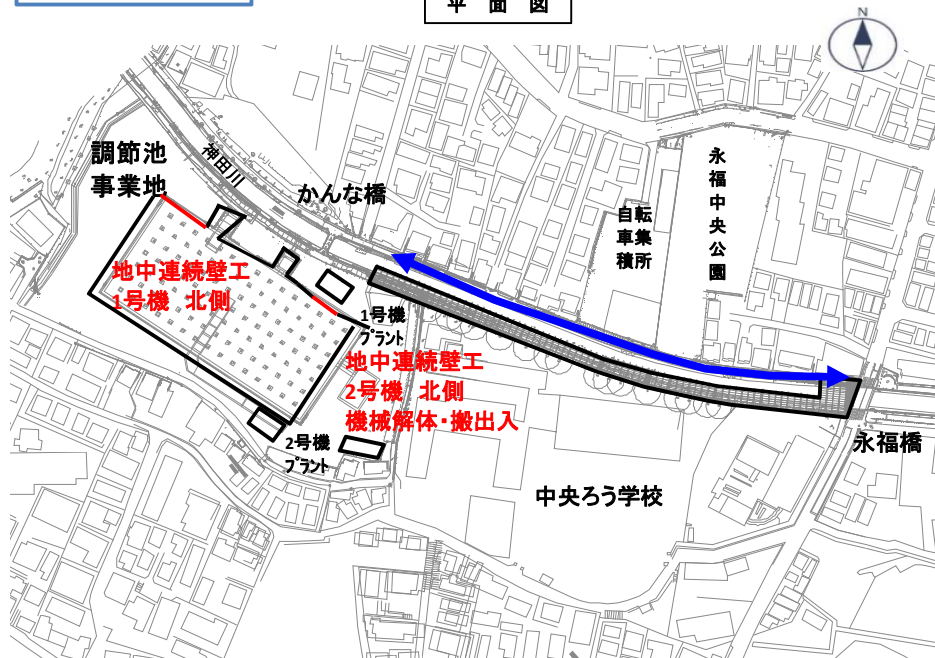 平面図
N
調節池
事業地
神田川
かんな橋
永福中央公園
自転
車集
積所
地中連続壁工
1号機 北側
1号機
プラント
地中連続壁工
2号機 北側
機械解体・搬出入
2号機
プラント
永福橋
中央ろう学校